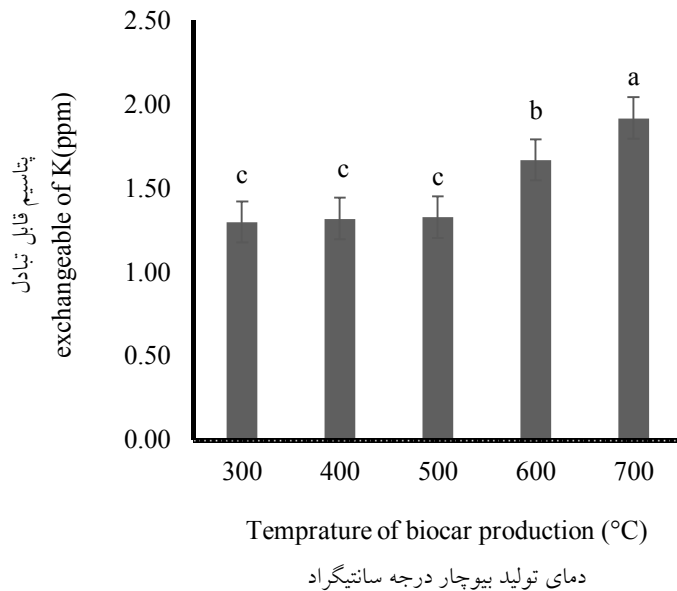 پتاسیم قابل تبادل
exchangeable of K(ppm)
2.50
2.00
1.50
1.00
0.50
0.00
c
c
c
b
a
300 400 500 600 700
Temprature of biocar production (°C)
دمای تولید بیوچار درجه سانتیگراد